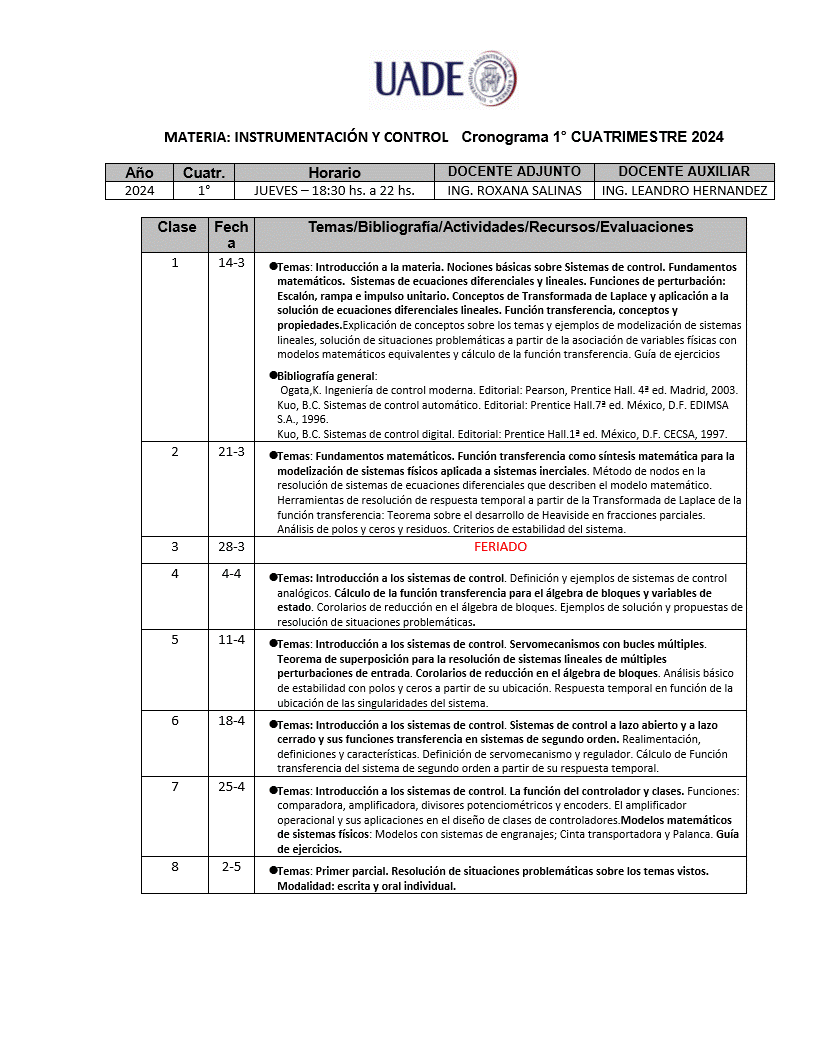 UADE
UNIVERSIDAD ARGENTINA DE LA EMPRESA
MATERIA: INSTRUMENTACIÓN Y CONTROL Cronograma 1° CUATRIMESTRE 2024
Año Cuatr. Horario DOCENTE ADJUNTO DOCENTE AUXILIAR
2024 1° JUEVES – 18:30 hs. a 22 hs. ING. ROXANA SALINAS ING. LEANDRO HERNANDEZ
Clase Fech Temas/Bibliografía/Actividades/Recursos/Evaluaciones
a
1 14-3 ●Temas: Introducción a la materia. Nociones básicas sobre Sistemas de control. Fundamentos
matemáticos. Sistemas de ecuaciones diferenciales y lineales. Funciones de perturbación:
Escalón, rampa e impulso unitario. Conceptos de Transformada de Laplace y aplicación a la
solución de ecuaciones diferenciales lineales. Función transferencia, conceptos y
propiedades.Explicación de conceptos sobre los temas y ejemplos de modelización de sistemas
lineales, solución de situaciones problemáticas a partir de la asociación de variables físicas con
modelos matemáticos equivalentes y cálculo de la función transferencia. Guía de ejercicios
●Bibliografía general:
Ogata,K. Ingeniería de control moderna. Editorial: Pearson, Prentice Hall. 4ª ed. Madrid, 2003.
Kuo, B.C. Sistemas de control automático. Editorial: Prentice Hall.7ª ed. México, D.F. EDIMSA
S.A., 1996.
Kuo, B.C. Sistemas de control digital. Editorial: Prentice Hall.1ª ed. México, D.F. CECSA, 1997.
2 21-3 ●Temas: Fundamentos matemáticos. Función transferencia como síntesis matemática para la
modelización de sistemas físicos aplicada a sistemas inerciales. Método de nodos en la
resolución de sistemas de ecuaciones diferenciales que describen el modelo matemático.
Herramientas de resolución de respuesta temporal a partir de la Transformada de Laplace de la
función transferencia: Teorema sobre el desarrollo de Heaviside en fracciones parciales.
Análisis de polos y ceros y residuos. Criterios de estabilidad del sistema.
3 28-3 FERIADO
4 4-4 ●Temas: Introducción a los sistemas de control. Definición y ejemplos de sistemas de control
analógicos. Cálculo de la función transferencia para el álgebra de bloques y variables de
estado. Corolarios de reducción en el álgebra de bloques. Ejemplos de solución y propuestas de
resolución de situaciones problemáticas.
5 11-4 ●Temas: Introducción a los sistemas de control. Servomecanismos con bucles múltiples.
Teorema de superposición para la resolución de sistemas lineales de múltiples
perturbaciones de entrada. Corolarios de reducción en el álgebra de bloques. Análisis básico
de estabilidad con polos y ceros a partir de su ubicación. Respuesta temporal en función de la
ubicación de las singularidades del sistema.
6 18-4 ●Temas: Introducción a los sistemas de control. Sistemas de control a lazo abierto y a lazo
cerrado y sus funciones transferencia en sistemas de segundo orden. Realimentación,
definiciones y características. Definición de servomecanismo y regulador. Cálculo de Función
transferencia del sistema de segundo orden a partir de su respuesta temporal.
7 25-4 ●Temas: Introducción a los sistemas de control. La función del controlador y clases. Funciones:
comparadora, amplificadora, divisores potenciométricos y encoders. El amplificador
operacional y sus aplicaciones en el diseño de clases de controladores.Modelos matemáticos
de sistemas físicos: Modelos con sistemas de engranajes; Cinta transportadora y Palanca. Guía
de ejercicios.
8 2-5 ●Temas: Primer parcial. Resolución de situaciones problemáticas sobre los temas vistos.
Modalidad: escrita y oral individual.